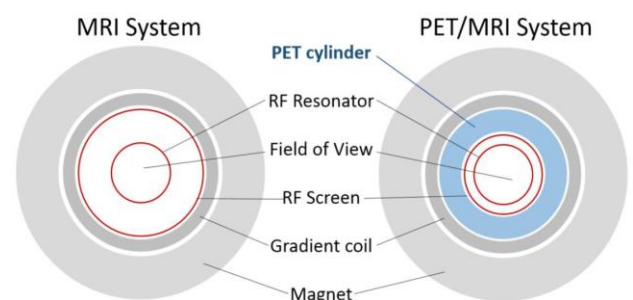 MRI System
PET/MRI System
PET cylinder
RF Resonator
Field of View
RF Screen
Gradient coil
Magnet